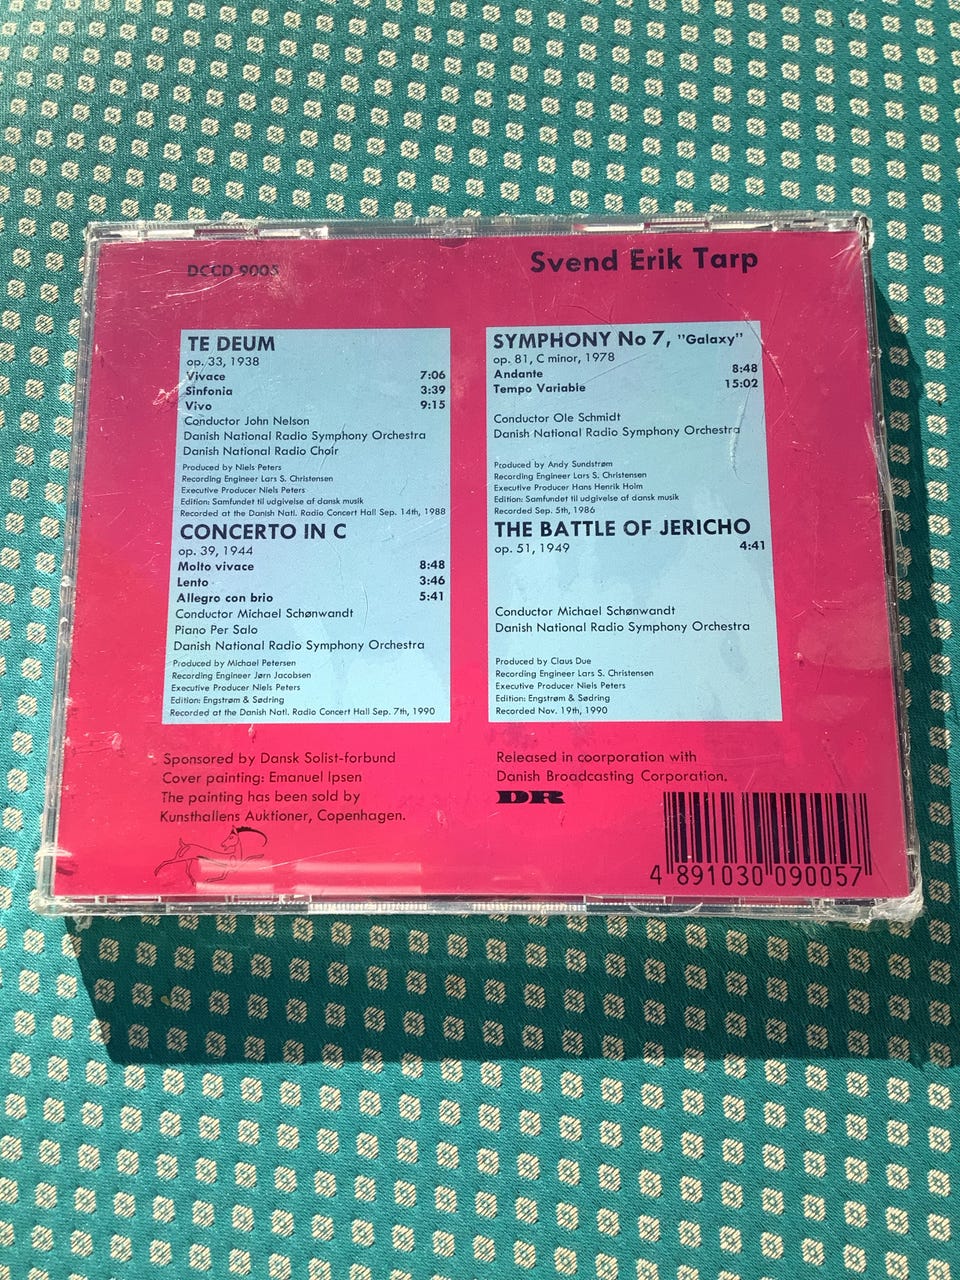 DCCD 9005
Svend Erik Tarp
TE DEUM
op. 33, 1938
Vivace 7:06
Sinfonia 3:39
Vivo 9:15
Conductor John Nelson
Danish National Radio Symphony Orchestra
Danish National Radio Choir
Produced by Niels Peters
Recording Engineer Lars S. Christensen
Executive Producer Niels Peters
Edition: Samfundet til udgivelse af dansk musik
Recorded at the Danish Natl. Radio Concert Hall Sep. 14th, 1988
CONCERTO IN C
op. 39, 1944
Molto vivace 8:48
Lento 3:46
Allegro con brio 5:41
Conductor Michael Schønwandt
Piano Per Salo
Danish National Radio Symphony Orchestra
Produced by Michael Petersen
Recording Engineer Jørn Jacobsen
Executive Producer Niels Peters
Edition: Engstrøm & Sødring
Recorded at the Danish Natl. Radio Concert Hall Sep. 7th, 1990
SYMPHONY No 7, "Galaxy"
op. 81, C minor, 1978
Andante 8:48
Tempo Variabie 15:02
Conductor Ole Schmidt
Danish National Radio Symphony Orchestra
Produced by Andy Sundstrøm
Recording Engineer Lars S. Christensen
Executive Producer Hans Henrik Holm
Edition: Samfundet til udgivelse af dansk musik
Recorded Sep. 5th, 1986
THE BATTLE OF JERICHO
op. 51, 1949 4:41
Conductor Michael Schønwandt
Danish National Radio Symphony Orchestra
Produced by Claus Due
Recording Engineer Lars S. Christensen
Executive Producer Niels Peters
Edition: Engstrøm & Sødring
Recorded Nov. 19th, 1990
Sponsored by Dansk Solist-forbund
Cover painting: Emanuel Ipsen
The painting has been sold by
Kunsthallens Auktioner, Copenhagen.
Released in coorporation with
Danish Broadcasting Corporation.
DR
4 891030 090057